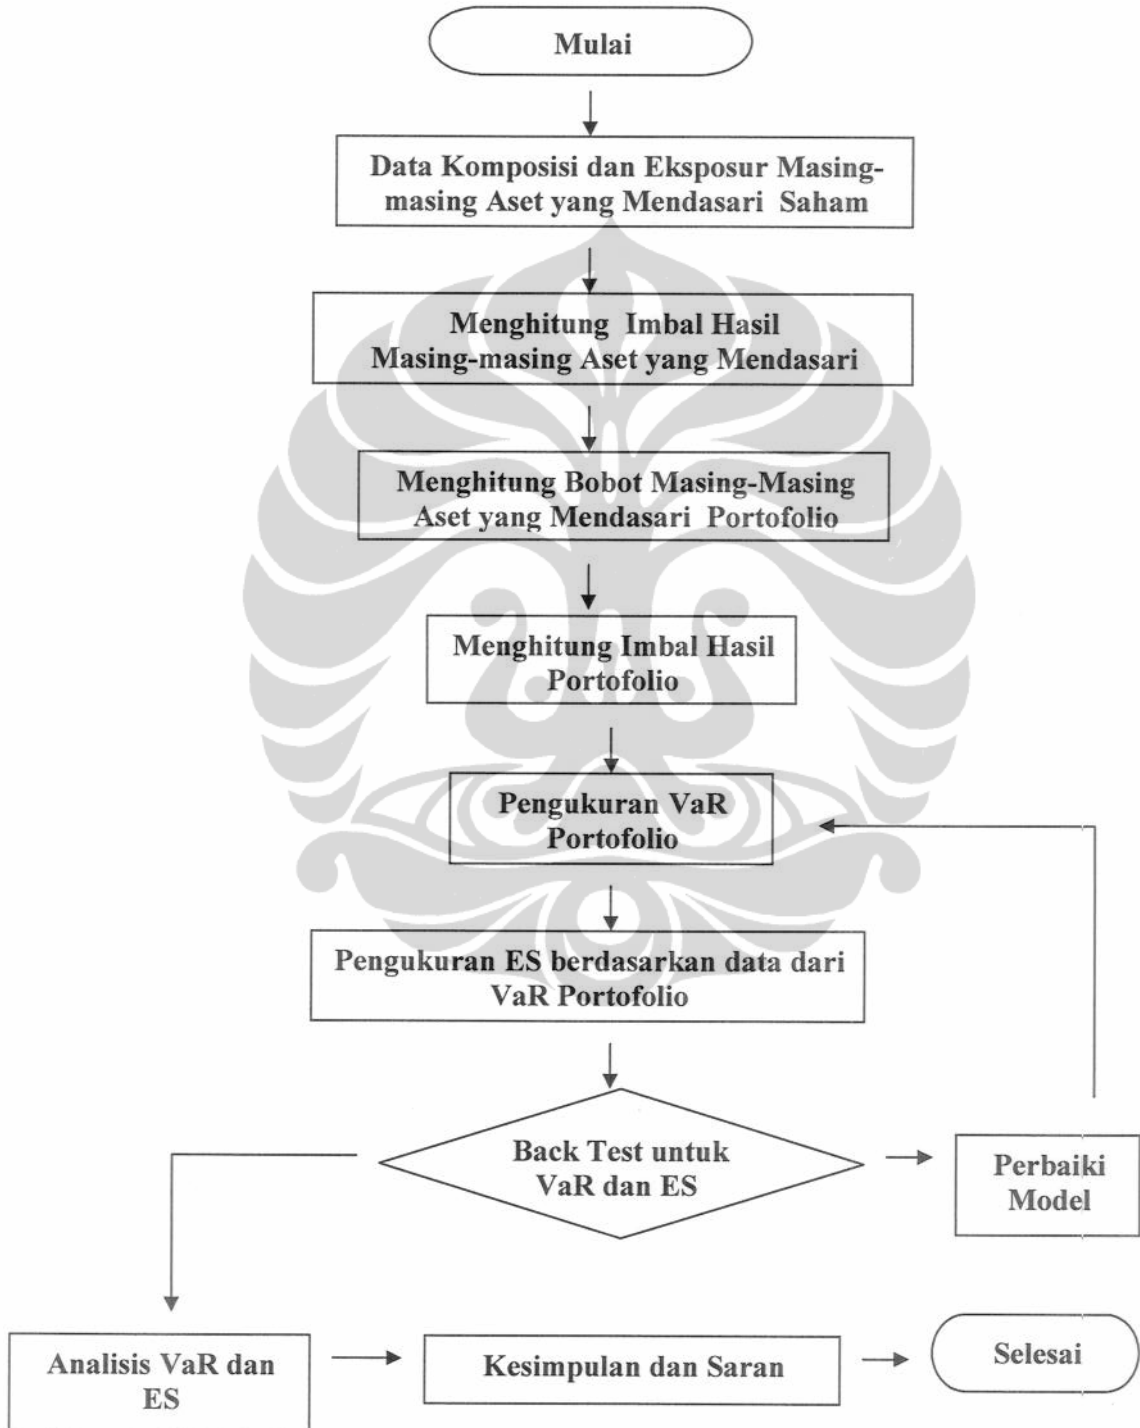 Mulai
Data Komposisi dan Eksposur Masing-
masing Aset yang Mendasari Saham
Menghitung Imbal Hasil
Masing-masing Aset yang Mendasari
Menghitung Bobot Masing-Masing
Aset yang Mendasari Portofolio
Menghitung Imbal Hasil
Portofolio
Pengukuran VaR
Portofolio
Pengukuran ES berdasarkan data dari
VaR Portofolio
Back Test untuk
VaR dan ES
Perbaiki
Model
Analisis VaR dan
ES
Kesimpulan dan Saran
Selesai